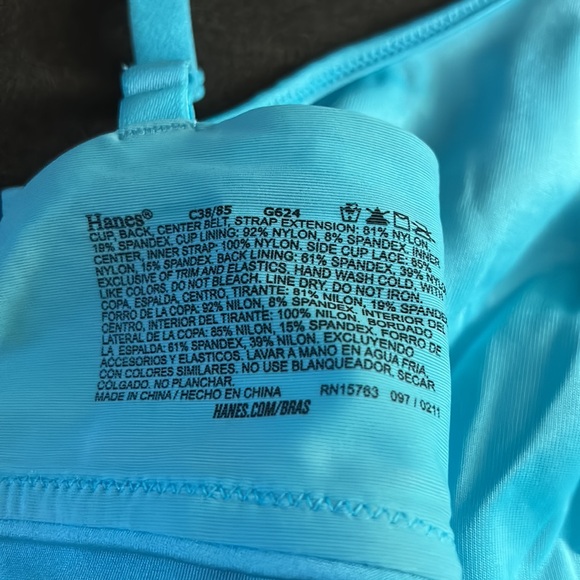 Hanes® C38/85 G624
CUP, BACK, CENTER BELT, STRAP EXTENSION: 81% NYLON,
19% SPANDEX. CUP LINING: 92% NYLON, 8% SPANDEX. INNER
CENTER, INNER STRAP: 100% NYLON. SIDE CUP LACE: 85%
NYLON, 15% SPANDEX. BACK LINING: 61% SPANDEX, 39% NYLON
EXCLUSIVE OF TRIM AND ELASTICS. HAND WASH COLD, WITH
LIKE COLORS. DO NOT BLEACH. LINE DRY. DO NOT IRON.
COPA, ESPALDA, CENTRO, TIRANTE: 81% NILON, 19% SPANDEX.
FORRO DE LA COPA: 92% NILON, 8% SPANDEX. INTERIOR DEL
CENTRO, INTERIOR DEL TIRANTE: 100% NILON. BORDADO
LATERAL DE LA COPA: 85% NILON, 15% SPANDEX. FORRO DE
LA ESPALDA: 61% SPANDEX, 39% NILON. EXCLUYENDO
ACCESORIOS Y ELASTICOS. LAVAR A MANO EN AGUA FRIA,
CON COLORES SIMILARES. NO USE BLANQUEADOR. SECAR
COLGADO. NO PLANCHAR.
MADE IN CHINA / HECHO EN CHINA RN15763 097 / 0211
HANES.COM/BRAS